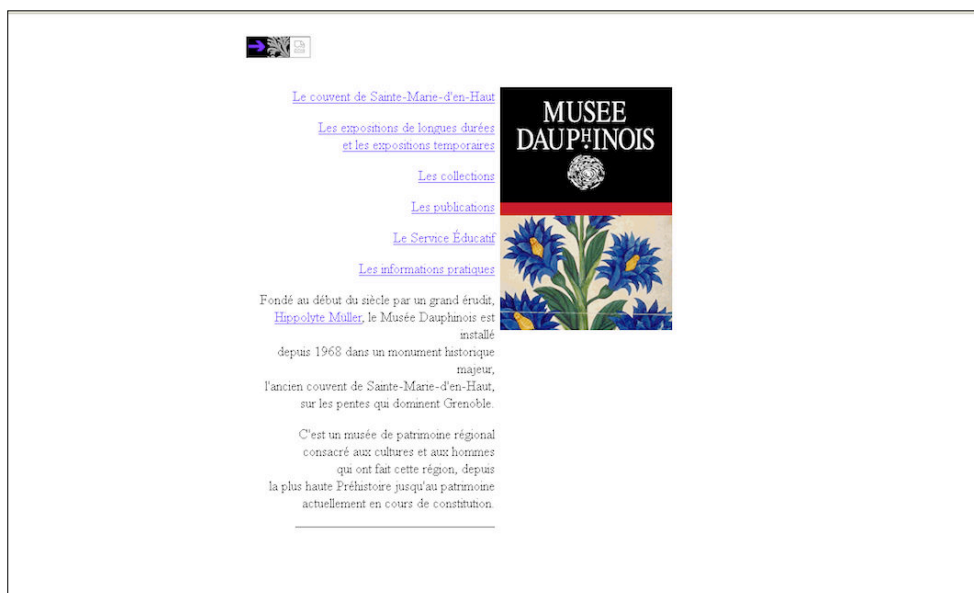 Le couvent de Sainte-Marie-d'en-Haut
Les expositions de longues durées
et les expositions temporaires
Les collections
Les publications
Le Service Éducatif
Les informations pratiques
Fondé au début du siècle par un grand érudit,
Hippolyte Muller, le Musée Dauphinois est
installé
depuis 1968 dans un monument historique
majeur,
l'ancien couvent de Sainte-Marie-d'en-Haut,
sur les pentes qui dominent Grenoble.
C'est un musée de patrimoine régional
consacré aux cultures et aux hommes
qui ont fait cette région, depuis
la plus haute Préhistoire jusqu'au patrimoine
actuellement en cours de constitution.
MUSEE
DAUPHINOIS